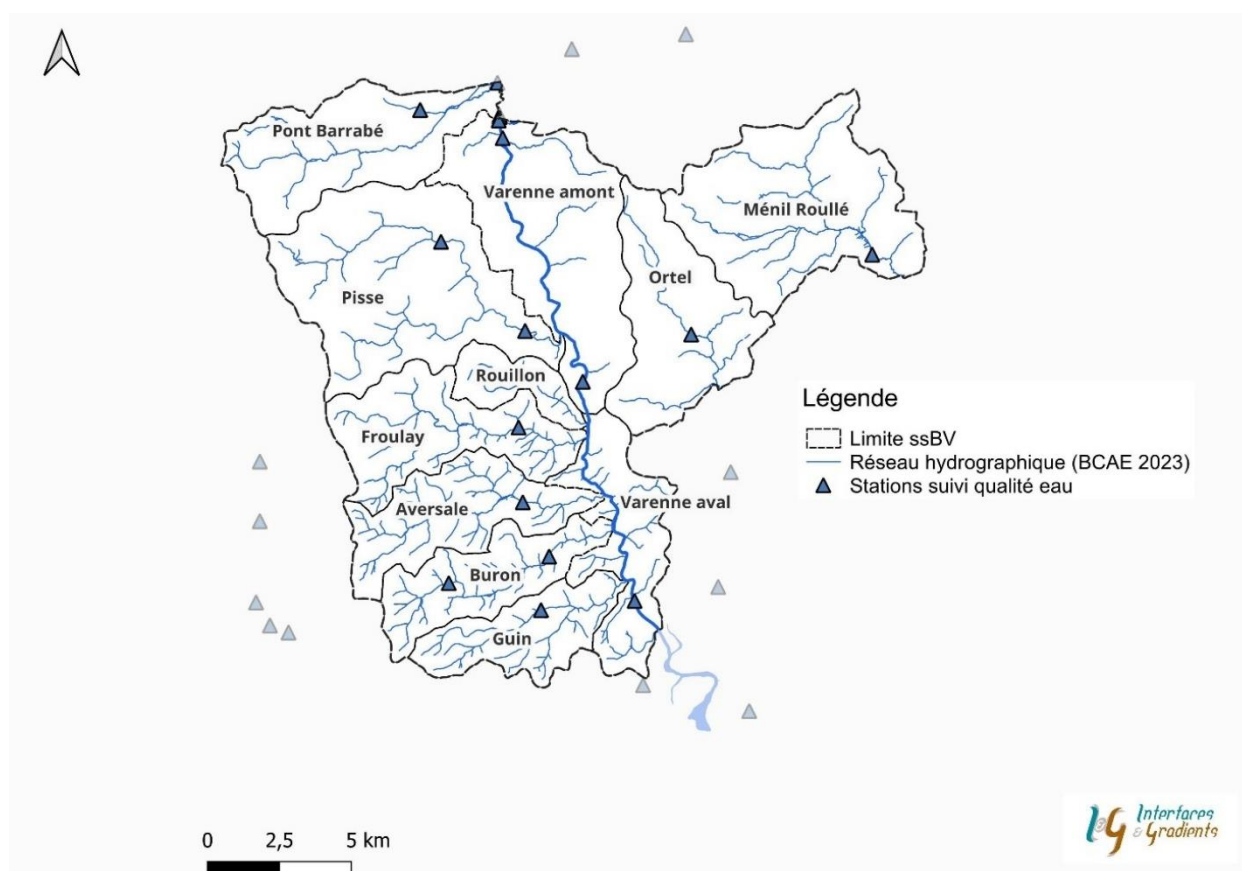 Pont Barrabé
Varenne amont
Ménil Roullé
Ortel
Pisse
Rouillon
Froulay
Aversale
Varenne aval
Buron
Guin
Légende
Limite ssBV
Réseau hydrographique (BCAE 2023)
Stations suivi qualité eau
0 2,5 5 km
I&G Interfaces
& Gradients